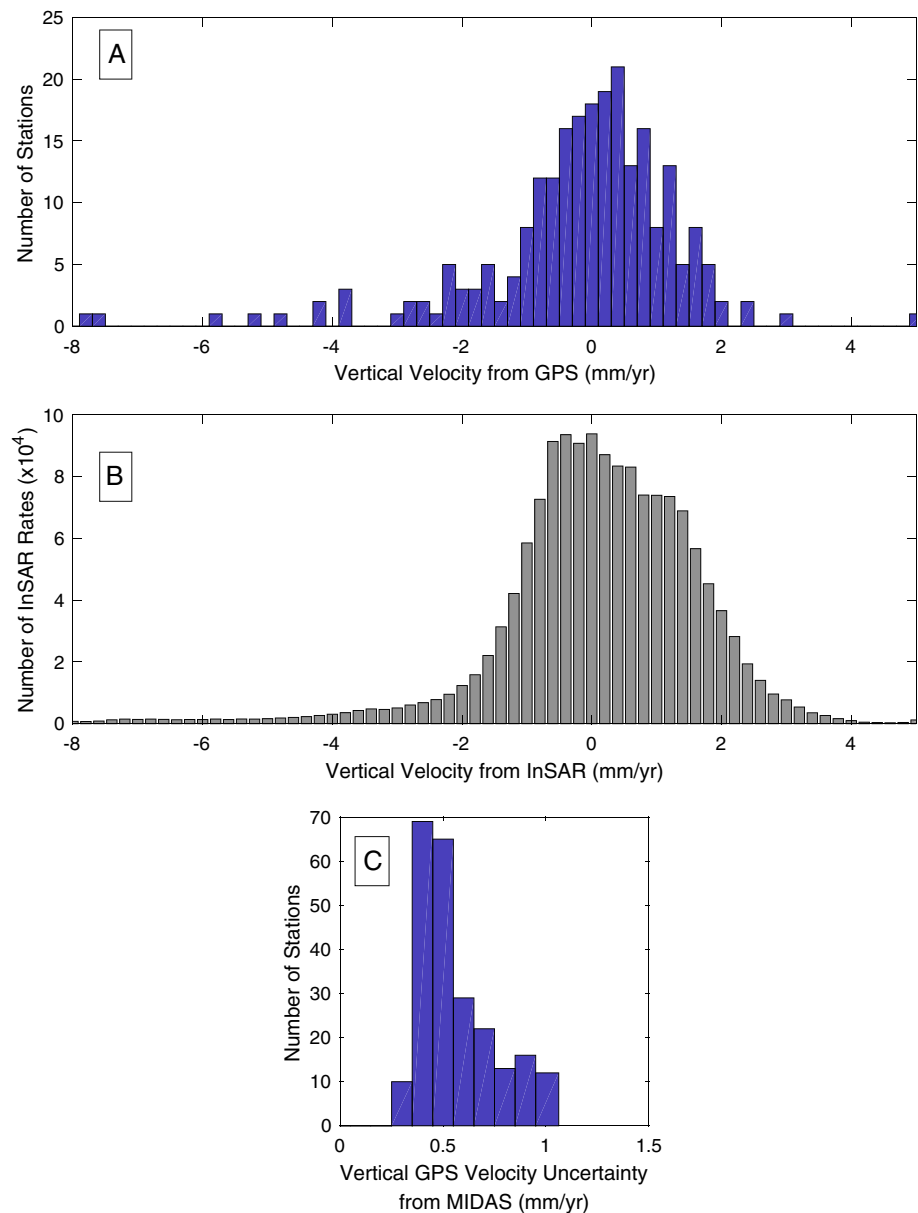 A
Number of Stations
25
20
15
10
5
0
-8 -6 -4 -2 0 2 4
Vertical Velocity from GPS (mm/yr)
B
Number of InSAR Rates (x10⁴)
10
8
6
4
2
0
-8 -6 -4 -2 0 2 4
Vertical Velocity from InSAR (mm/yr)
C
Number of Stations
70
60
50
40
30
20
10
0
0 0.5 1 1.5
Vertical GPS Velocity Uncertainty
from MIDAS (mm/yr)